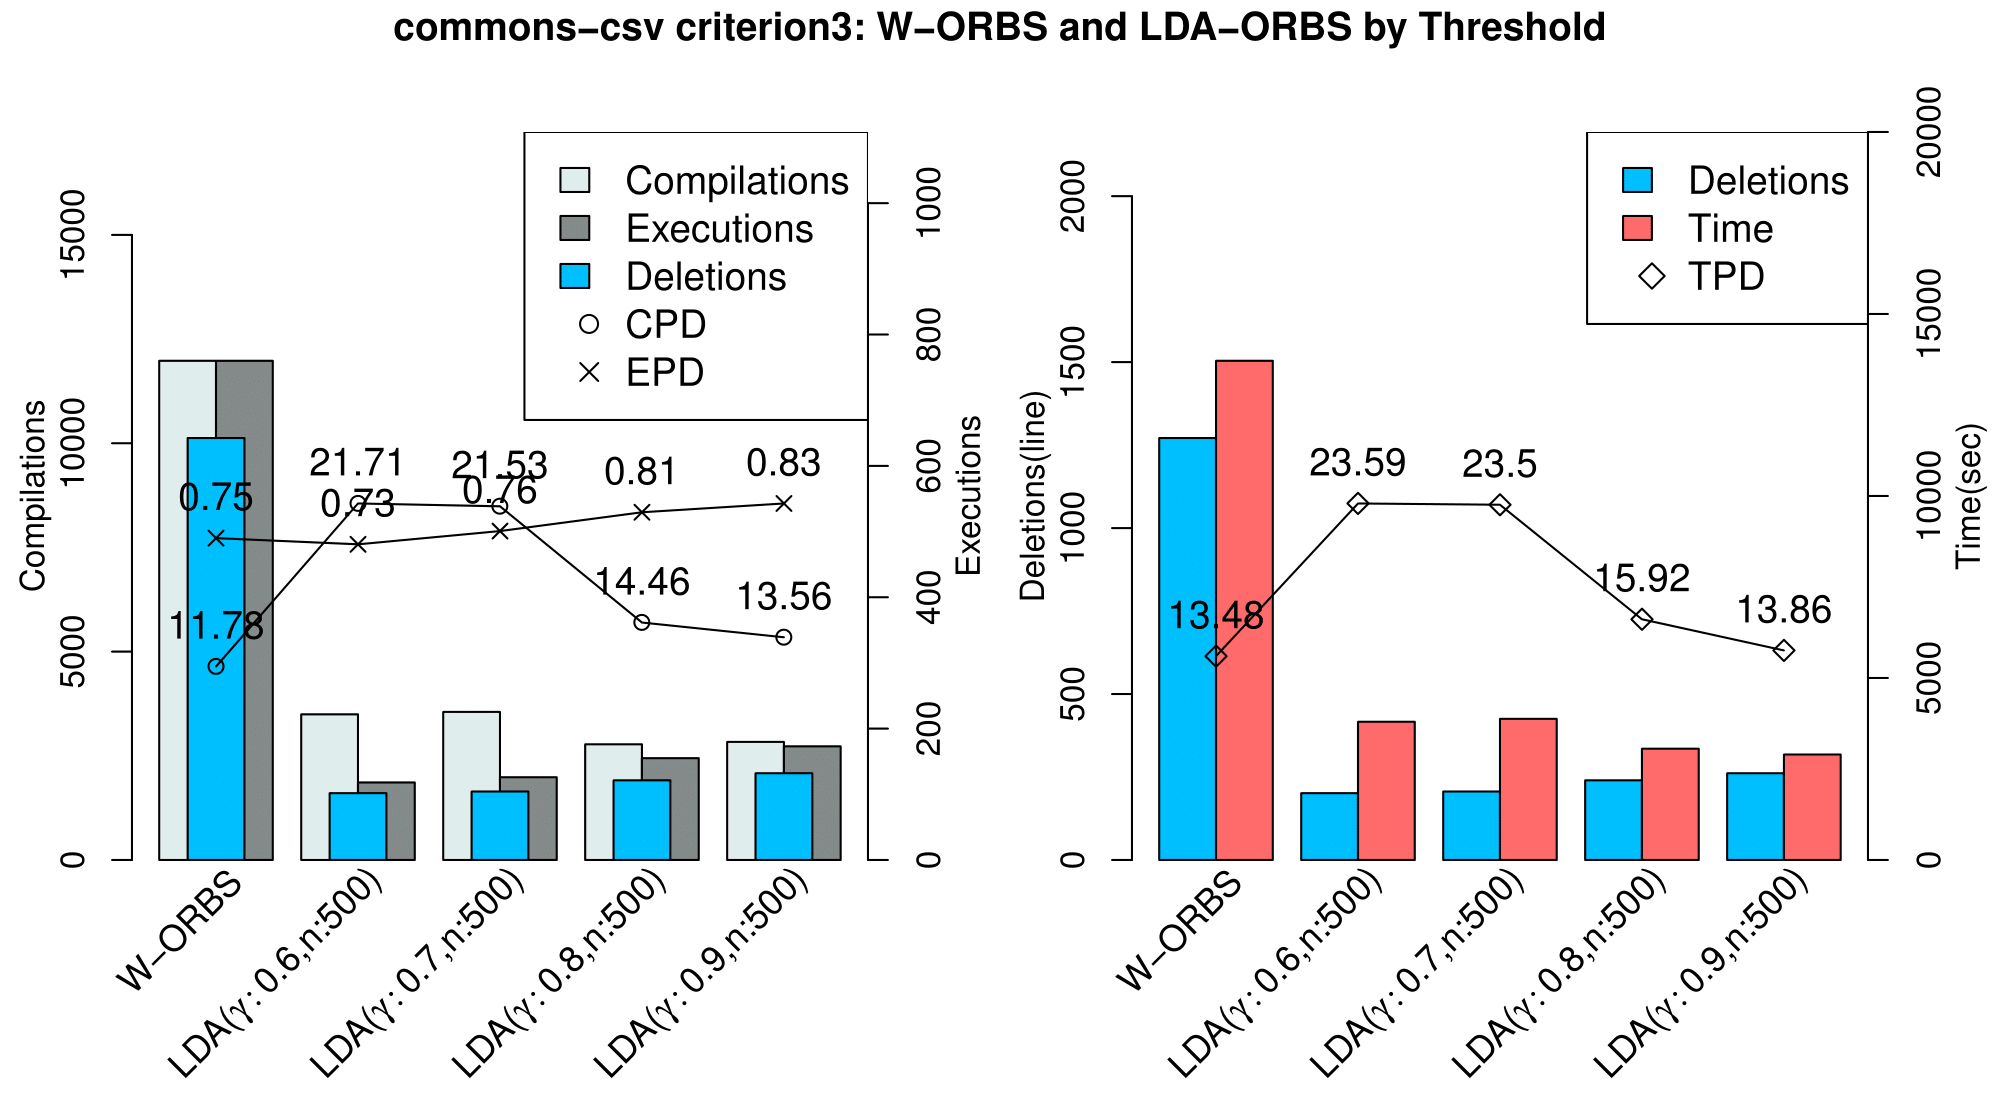 commons−csv criterion3: W−ORBS and LDA−ORBS by Threshold
Compilations
0
5000
10000
15000
Compilations
Executions
Deletions
CPD
EPD
0.75
11.78
21.71
0.73
21.53
0.76
0.81
14.46
0.83
13.56
0
200
400
600
800
1000
Executions
W−ORBS
LDA(γ: 0.6,n:500)
LDA(γ: 0.7,n:500)
LDA(γ: 0.8,n:500)
LDA(γ: 0.9,n:500)
Deletions(line)
0
500
1000
1500
2000
Deletions
Time
TPD
13.48
23.59
23.5
15.92
13.86
0
5000
10000
15000
20000
Time(sec)
W−ORBS
LDA(γ: 0.6,n:500)
LDA(γ: 0.7,n:500)
LDA(γ: 0.8,n:500)
LDA(γ: 0.9,n:500)